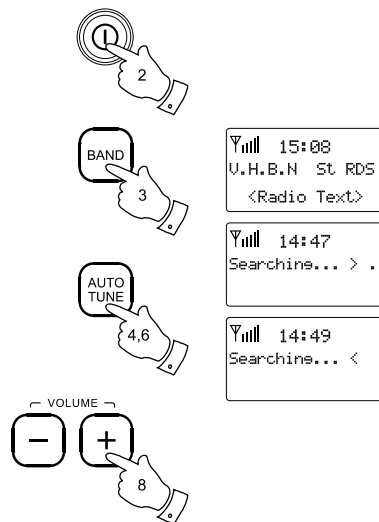 2
BAND
3
15:08
V.H.B.N St RDS
<Radio Text>
14:47
Searching... > .
AUTO
TUNE
4,6
14:49
Searching... <
VOLUME
− +
8